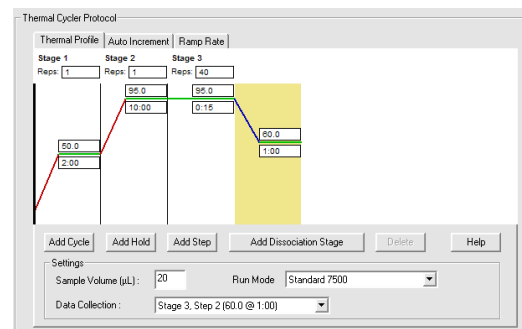 Thermal Cycler Protocol
Thermal Profile Auto Increment Ramp Rate
Stage 1 Stage 2 Stage 3
Reps: 1 Reps: 1 Reps: 40
95.0 95.0
10:00 0:15
60.0
50.0 1:00
2:00
Add Cycle Add Hold Add Step Add Dissociation Stage Delete Help
Settings
Sample Volume (µL) : 20 Run Mode Standard 7500
Data Collection : Stage 3, Step 2 (60.0 @ 1:00)